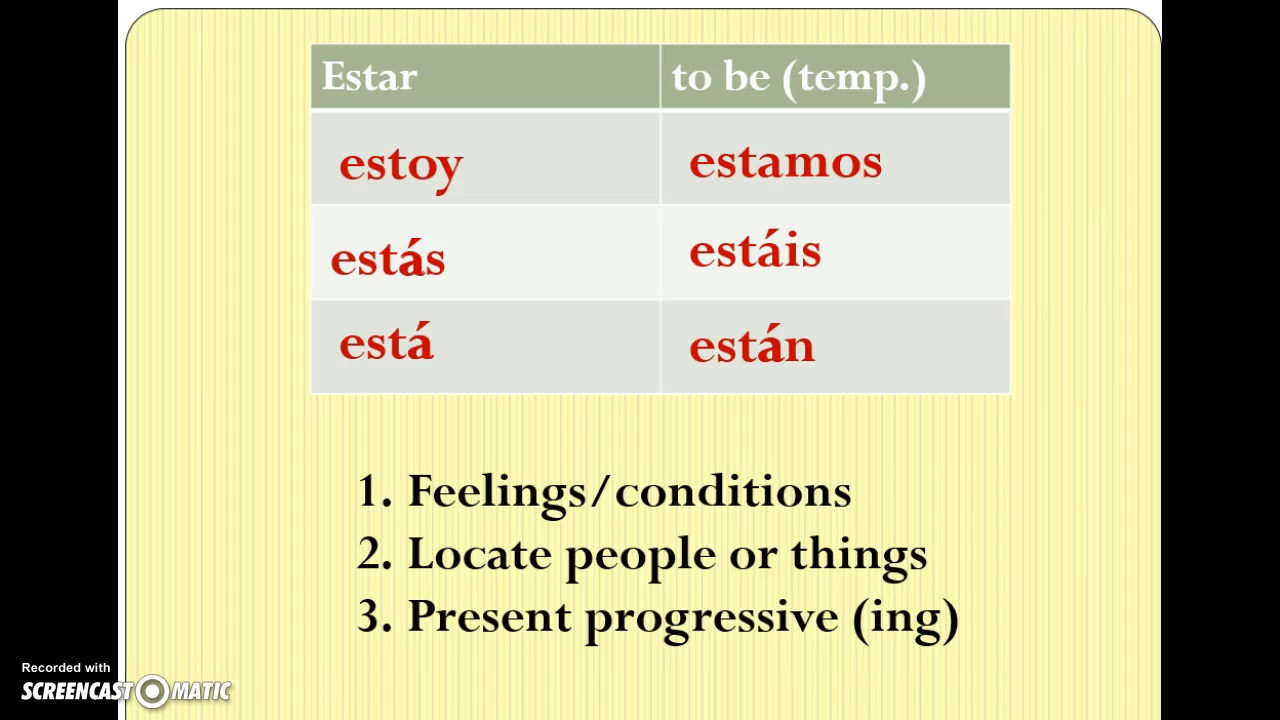 Estar to be (temp.)
estoy estamos
estás estáis
está están
1. Feelings/conditions
2. Locate people or things
3. Present progressive (ing)
Recorded with
SCREENCAST MATIC